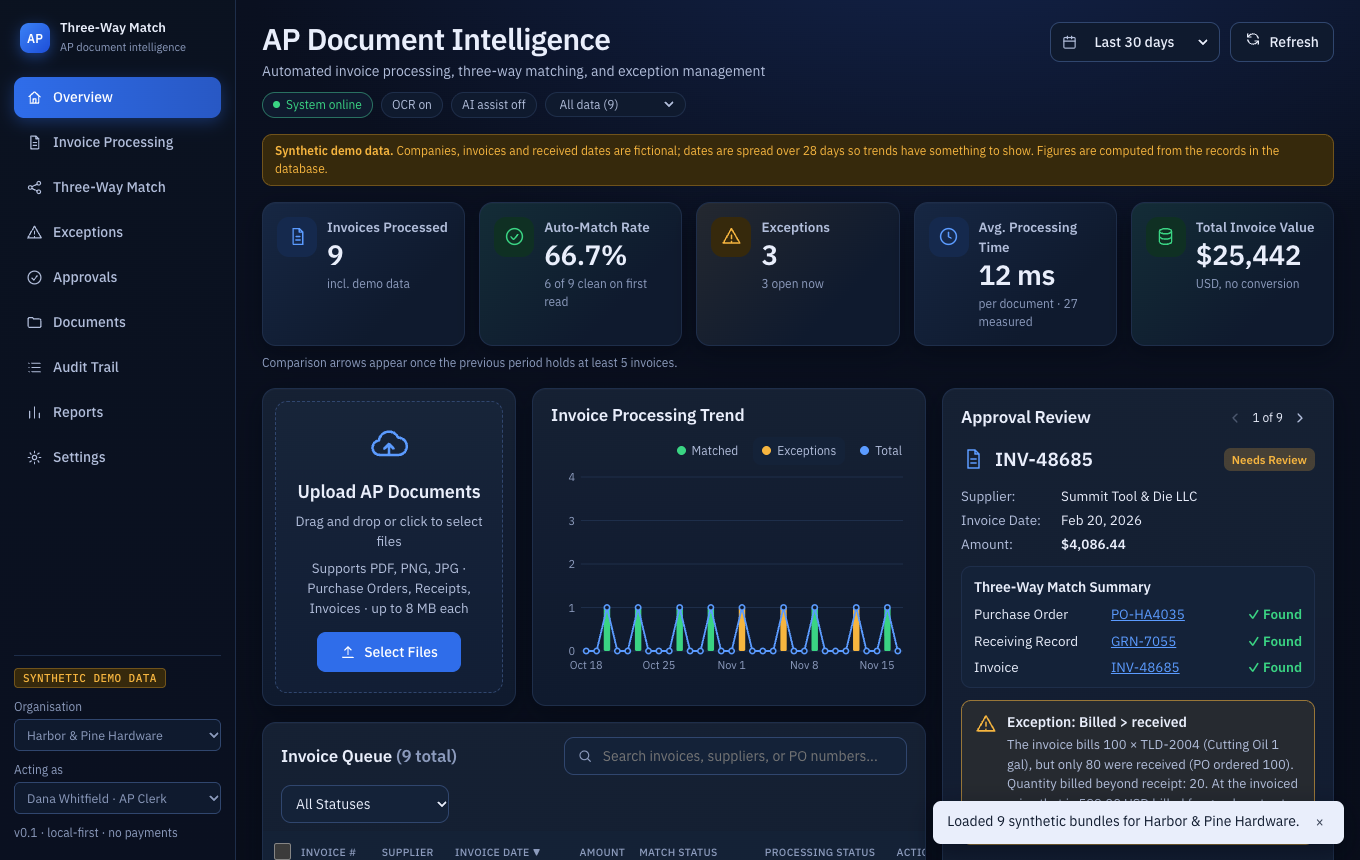 AP
Three-Way Match
AP document intelligence
Overview
Invoice Processing
Three-Way Match
Exceptions
Approvals
Documents
Audit Trail
Reports
Settings
SYNTHETIC DEMO DATA
Organisation
Harbor & Pine Hardware
Acting as
Dana Whitfield · AP Clerk
v0.1 · local-first · no payments
AP Document Intelligence
Automated invoice processing, three-way matching, and exception management
Last 30 days
Refresh
System online
OCR on
AI assist off
All data (9)
Synthetic demo data. Companies, invoices and received dates are fictional; dates are spread over 28 days so trends have something to show. Figures are computed from the records in the
database.
Invoices Processed
9
incl. demo data
Auto-Match Rate
66.7%
6 of 9 clean on first
read
Exceptions
3
3 open now
Avg. Processing
Time
12 ms
per document · 27
measured
Total Invoice Value
$25,442
USD, no conversion
Comparison arrows appear once the previous period holds at least 5 invoices.
Upload AP Documents
Drag and drop or click to select
files
Supports PDF, PNG, JPG ·
Purchase Orders, Receipts,
Invoices · up to 8 MB each
Select Files
Invoice Processing Trend
Matched
Exceptions
Total
4
3
2
1
0
Oct 18
Oct 25
Nov 1
Nov 8
Nov 15
Approval Review
1 of 9
INV-48685
Needs Review
Supplier: Summit Tool & Die LLC
Invoice Date: Feb 20, 2026
Amount: $4,086.44
Three-Way Match Summary
Purchase Order PO-HA4035 ✓ Found
Receiving Record GRN-7055 ✓ Found
Invoice INV-48685 ✓ Found
Exception: Billed > received
The invoice bills 100 × TLD-2004 (Cutting Oil 1
gal), but only 80 were received (PO ordered 100).
Quantity billed beyond receipt: 20. At the invoiced
Invoice Queue (9 total)
Search invoices, suppliers, or PO numbers...
All Statuses
INVOICE #
SUPPLIER
INVOICE DATE ▼
AMOUNT
MATCH STATUS
PROCESSING STATUS
Loaded 9 synthetic bundles for Harbor & Pine Hardware.
×